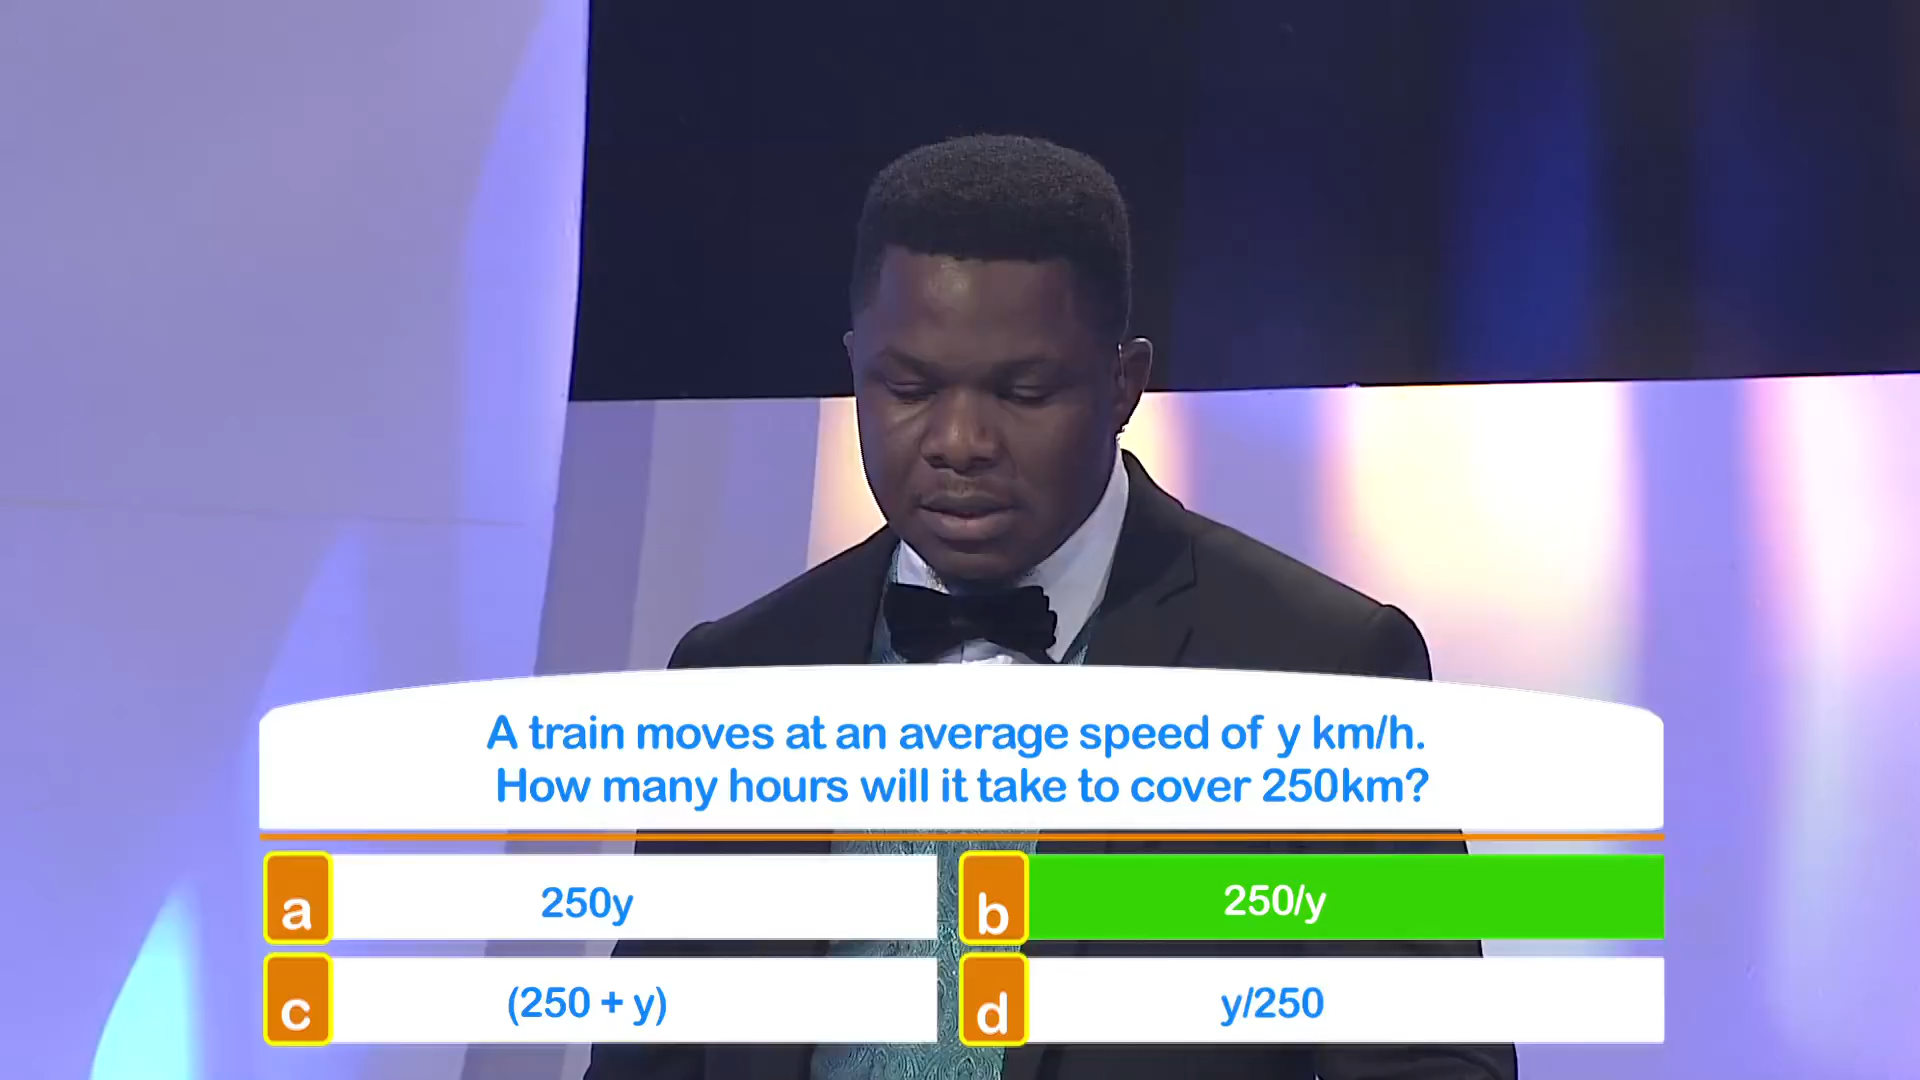 A train moves at an average speed of y km/h.
How many hours will it take to cover 250km?
a 250y
b 250/y
c (250 + y)
d y/250